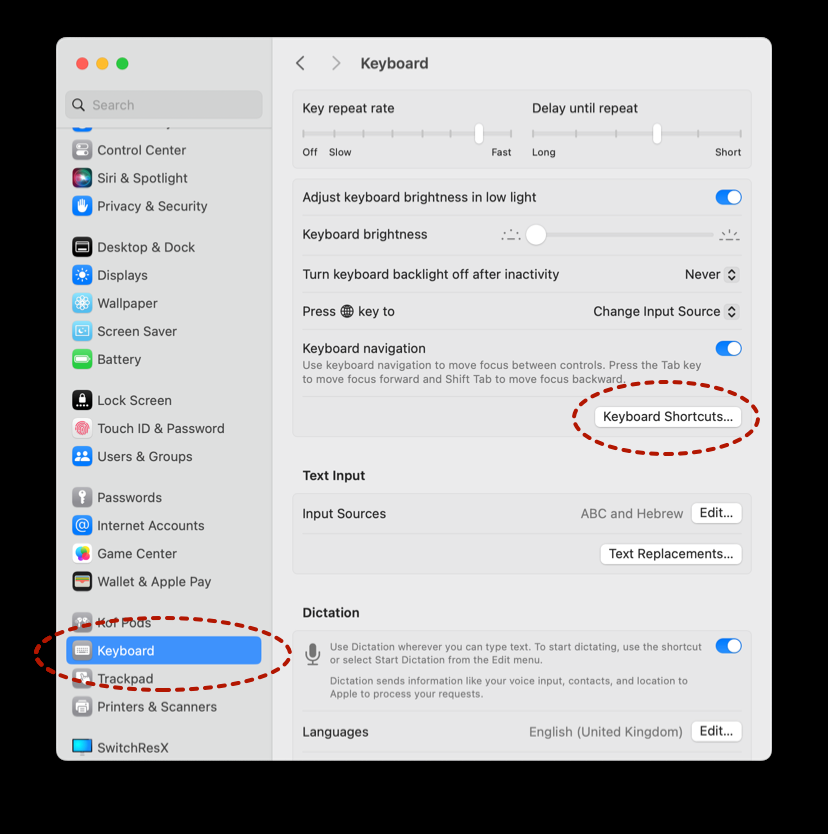 Keyboard
Search
Control Center
Siri & Spotlight
Privacy & Security
Desktop & Dock
Displays
Wallpaper
Screen Saver
Battery
Lock Screen
Touch ID & Password
Users & Groups
Passwords
Internet Accounts
Game Center
Wallet & Apple Pay
Kof Pods
Keyboard
Trackpad
Printers & Scanners
SwitchResX
Key repeat rate
Off Slow Fast
Delay until repeat
Long Short
Adjust keyboard brightness in low light
Keyboard brightness
Turn keyboard backlight off after inactivity Never
Press key to Change Input Source
Keyboard navigation
Use keyboard navigation to move focus between controls. Press the Tab key
to move focus forward and Shift Tab to move focus backward.
Keyboard Shortcuts...
Text Input
Input Sources ABC and Hebrew Edit...
Text Replacements...
Dictation
Use Dictation wherever you can type text. To start dictating, use the shortcut
or select Start Dictation from the Edit menu.
Dictation sends information like your voice input, contacts, and location to
Apple to process your requests.
Languages English (United Kingdom) Edit...